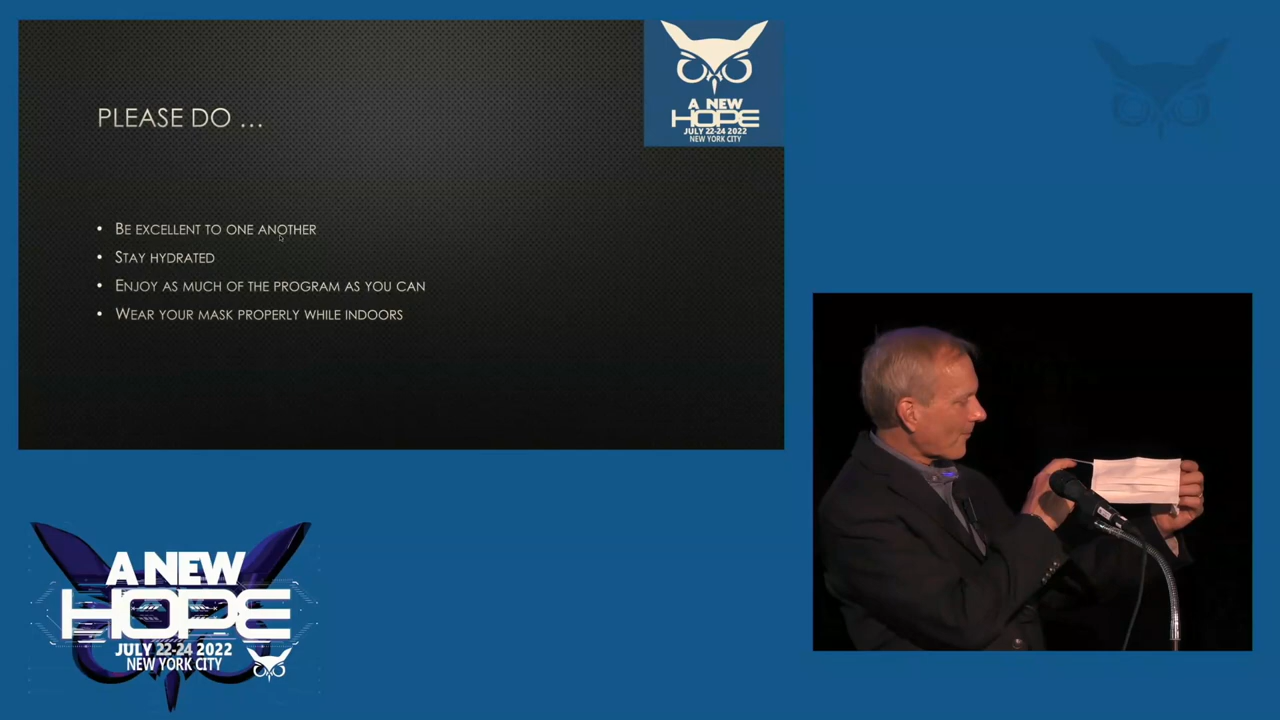 PLEASE DO ...
• BE EXCELLENT TO ONE ANOTHER
• STAY HYDRATED
• ENJOY AS MUCH OF THE PROGRAM AS YOU CAN
• WEAR YOUR MASK PROPERLY WHILE INDOORS
A NEW
HOPE
JULY 22-24 2022
NEW YORK CITY
A NEW
HOPE
JULY 22-24 2022
NEW YORK CITY